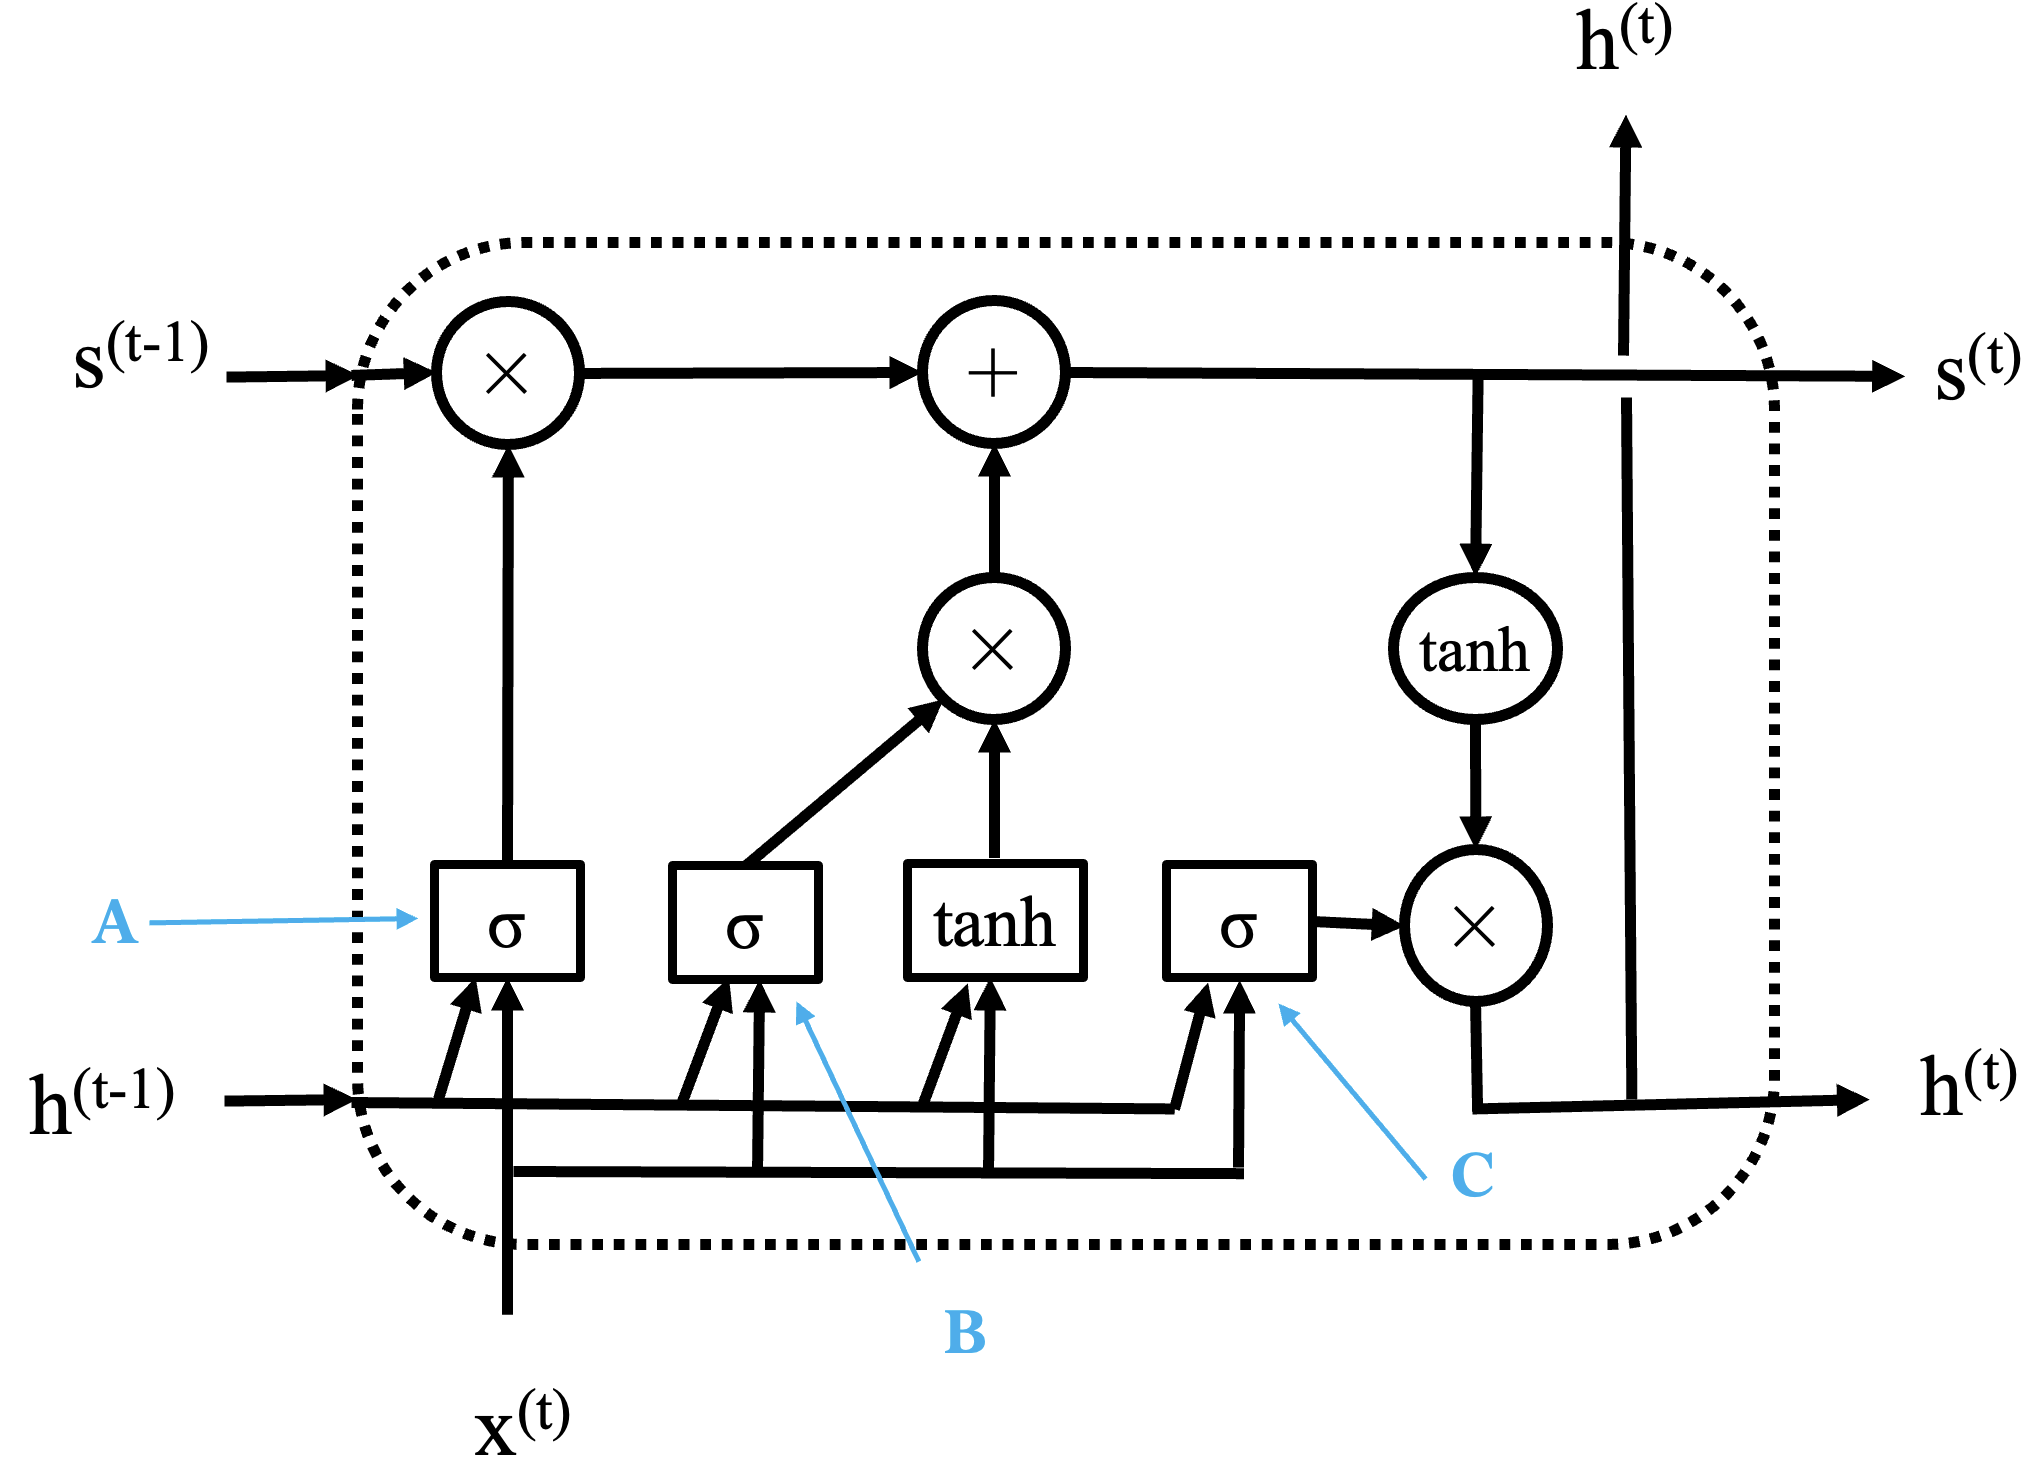 h(t)
s(t-1)
×
+
s(t)
×
tanh
A
σ
σ
tanh
σ
×
h(t-1)
h(t)
C
B
x(t)